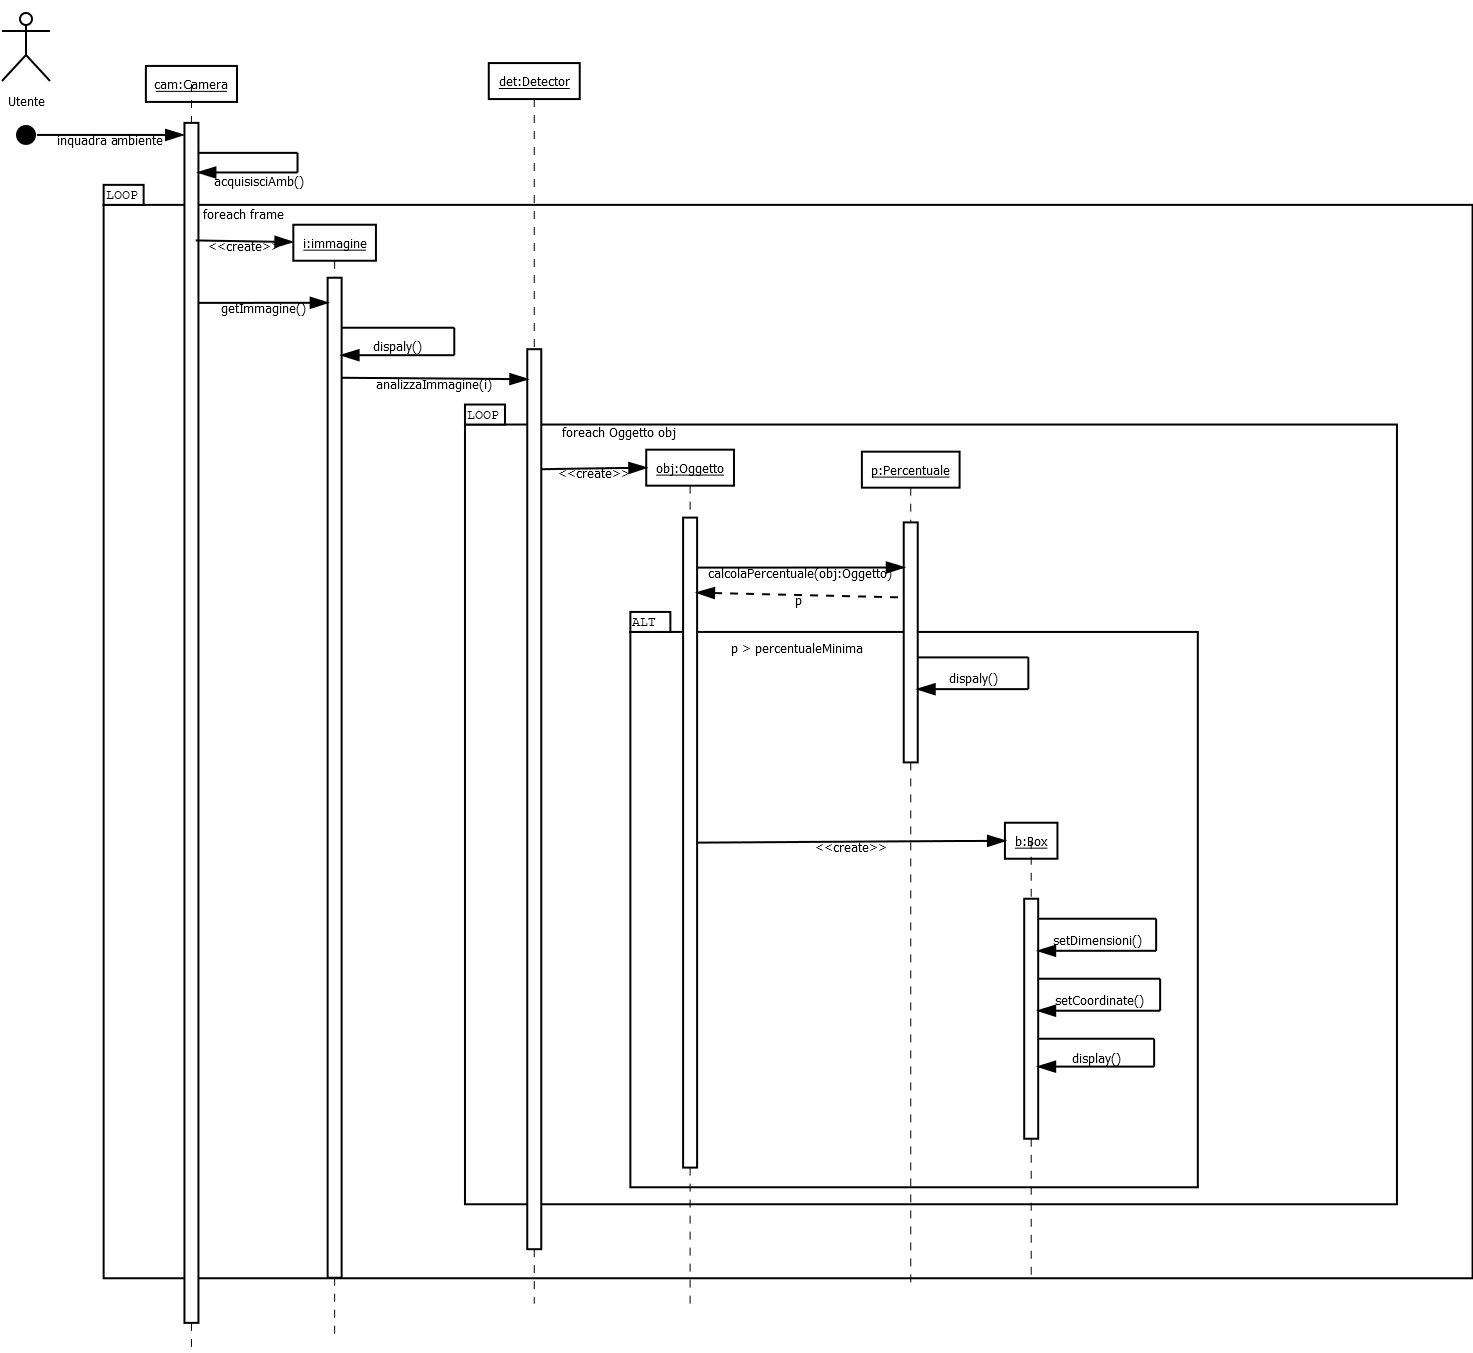 Utente
cam:Camera
det:Detector
inquadra ambiente
acquisisciAmb()
LOOP
foreach frame
<<create>>
i:immagine
getImmagine()
dispaly()
analizzaImmagine(i)
LOOP
foreach Oggetto obj
<<create>>
obj:Oggetto
p:Percentuale
calcolaPercentuale(obj:Oggetto)
p
ALT
p > percentualeMinima
dispaly()
<<create>>
b:Box
setDimensioni()
setCoordinate()
display()